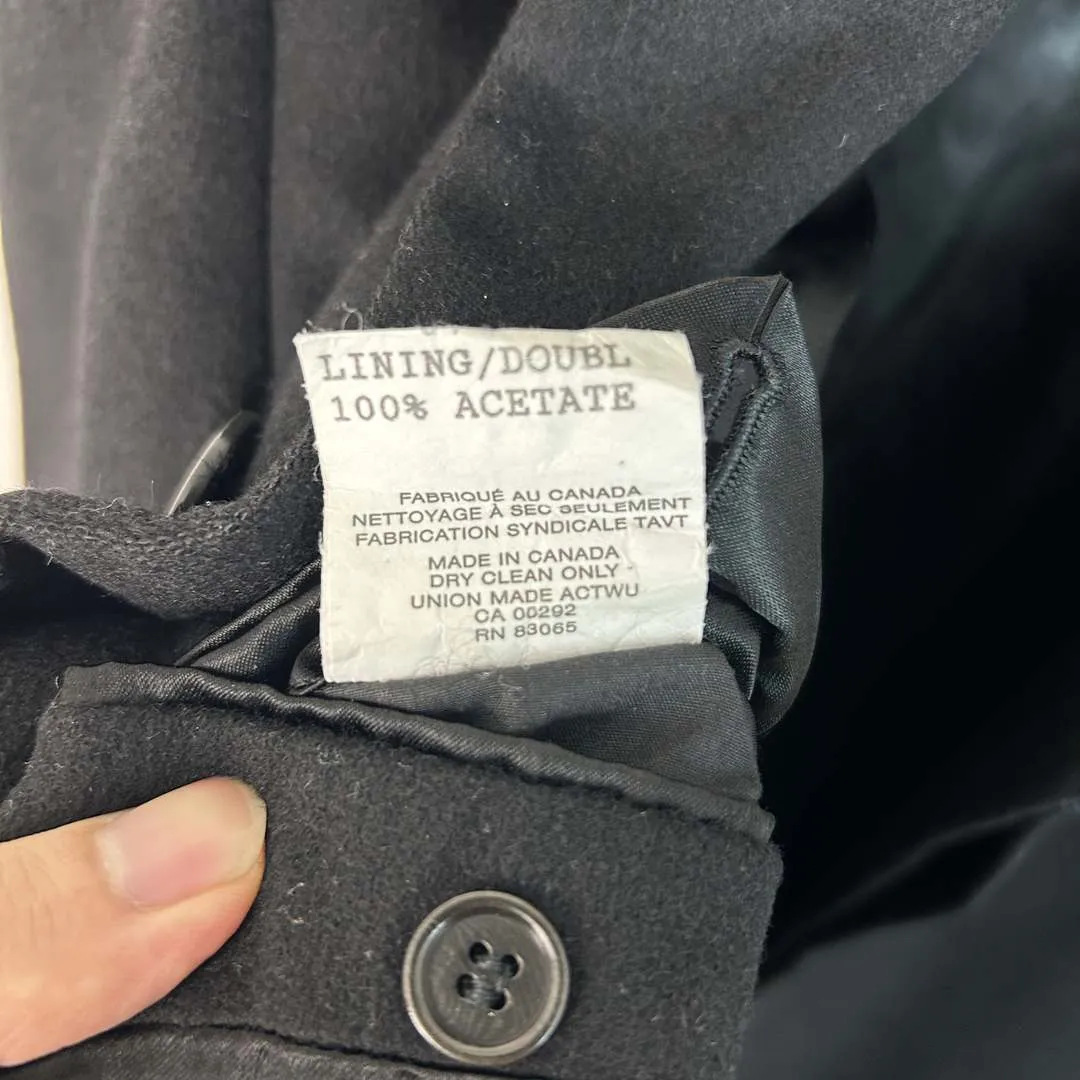 LINING/DOUBL
100% ACETATE
FABRIQUÉ AU CANADA
NETTOYAGE À SEC SEULEMENT
FABRICATION SYNDICALE TAVT
MADE IN CANADA
DRY CLEAN ONLY
UNION MADE ACTWU
CA 00292
RN 83065